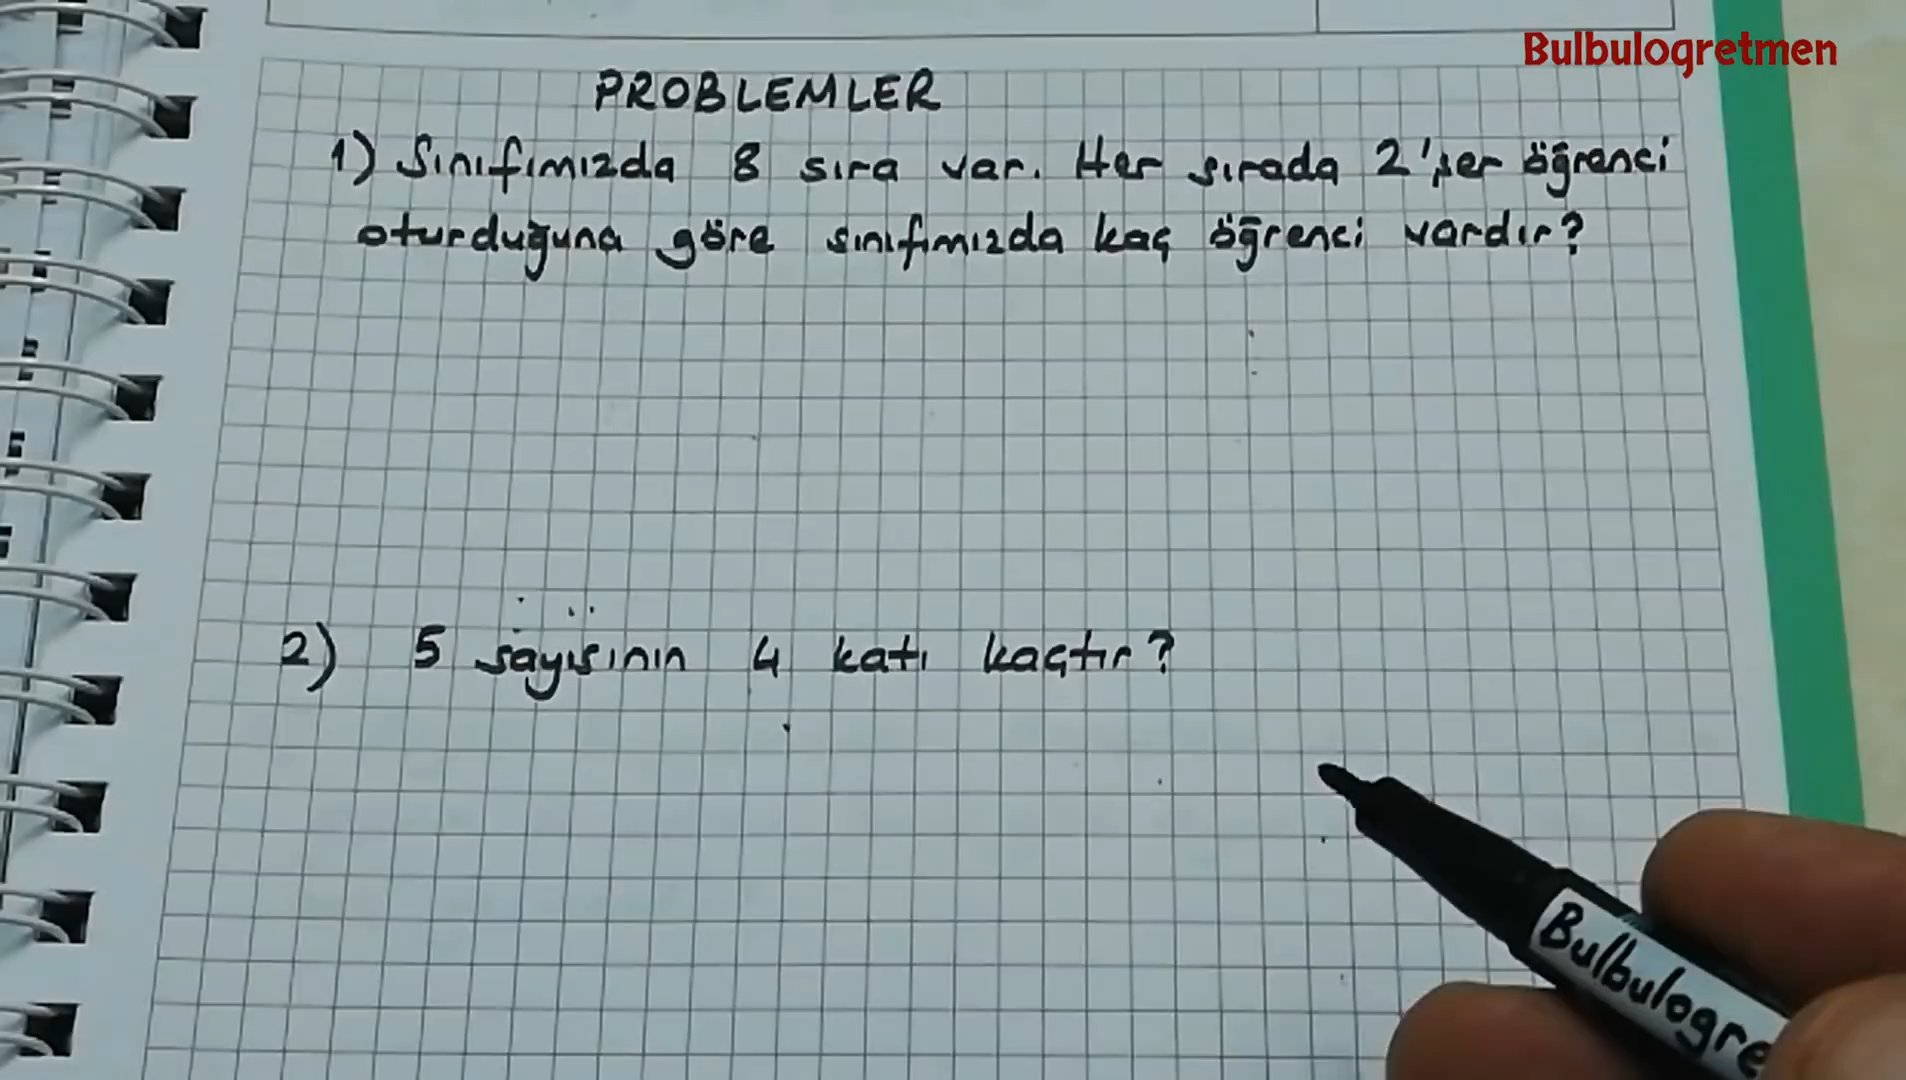 Bulbulogretmen
PROBLEMLER
1) Sınıfımızda 8 sıra var. Her sırada 2'şer öğrenci
oturduğuna göre sınıfımızda kaç öğrenci vardır?
2) 5 sayısının 4 katı kaçtır?
Bulbulogre